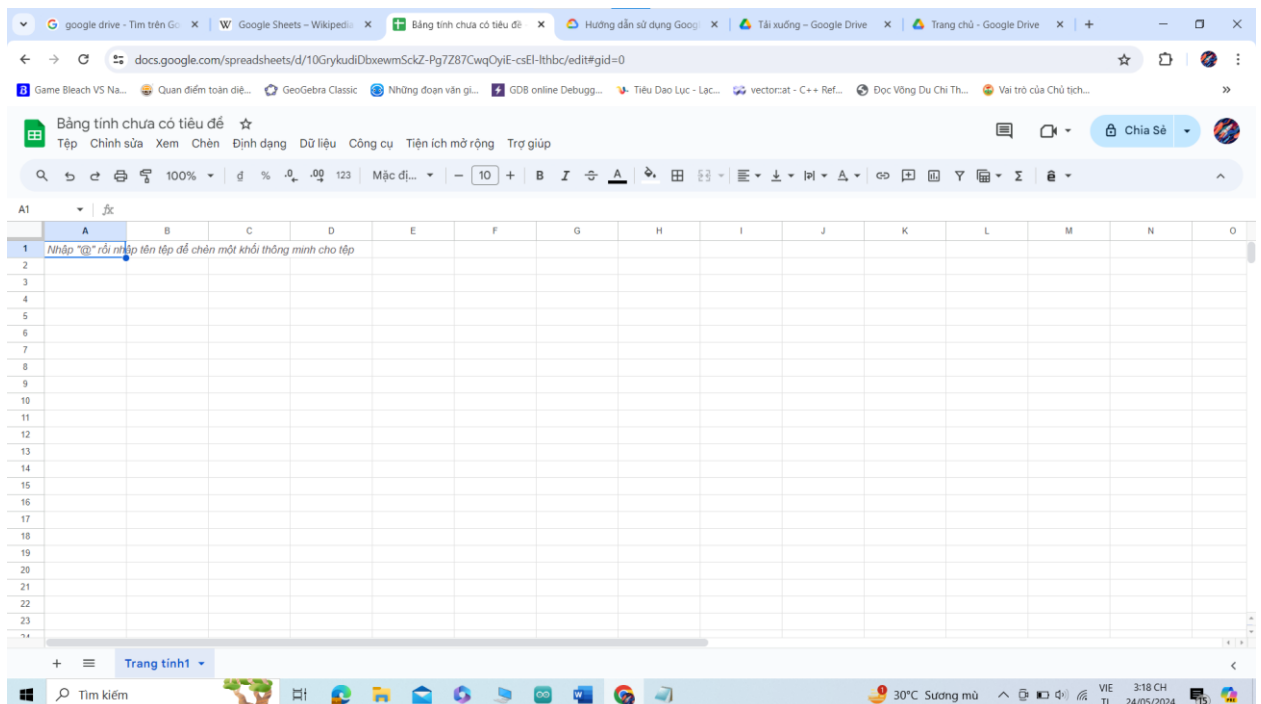 google drive - Tìm trên Go
Google Sheets – Wikipedia
Bảng tính chưa có tiêu đề -
Hướng dẫn sử dụng Goog
Tải xuống – Google Drive
Trang chủ - Google Drive
docs.google.com/spreadsheets/d/10GrykudiDbxewmSckZ-Pg7Z87CwqOyiE-csEl-lthbc/edit#gid=0
Game Bleach VS Na... Quan điểm toàn diệ... GeoGebra Classic Những đoạn văn gi... GDB online Debugg... Tiêu Dao Lục - Lạc... vector::at - C++ Ref... Đọc Võng Du Chi Th... Vai trò của Chủ tịch...
Bảng tính chưa có tiêu đề
Tệp Chỉnh sửa Xem Chèn Định dạng Dữ liệu Công cụ Tiện ích mở rộng Trợ giúp
Chia Sẻ
100% đ % .0 .00 123 Mặc đị... 10 B I A
A1 fx
A B C D E F G H I J K L M N O
1 Nhập "@" rồi nhập tên tệp để chèn một khối thông minh cho tệp
2
3
4
5
6
7
8
9
10
11
12
13
14
15
16
17
18
19
20
21
22
23
24
Trang tính1
Tìm kiếm
30°C Sương mù
VIE
TL
3:18 CH
24/05/2024
15